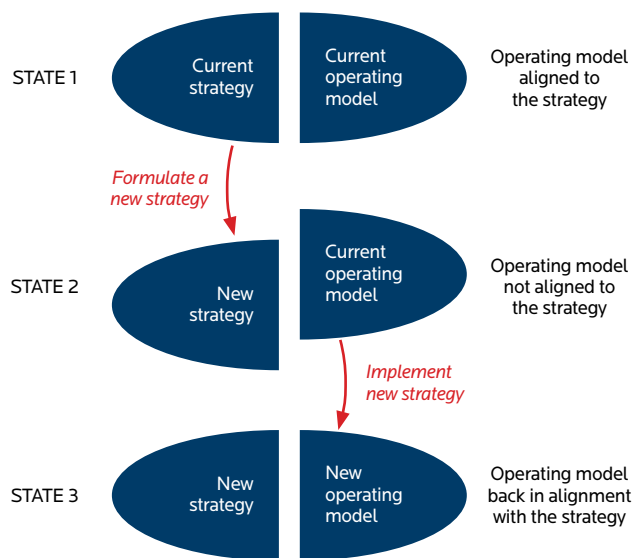 STATE 1
Current
strategy
Current
operating
model
Operating model
aligned to
the strategy
Formulate a
new strategy
STATE 2
New
strategy
Current
operating
model
Operating model
not aligned to
the strategy
Implement
new strategy
STATE 3
New
strategy
New
operating
model
Operating model
back in alignment
with the strategy